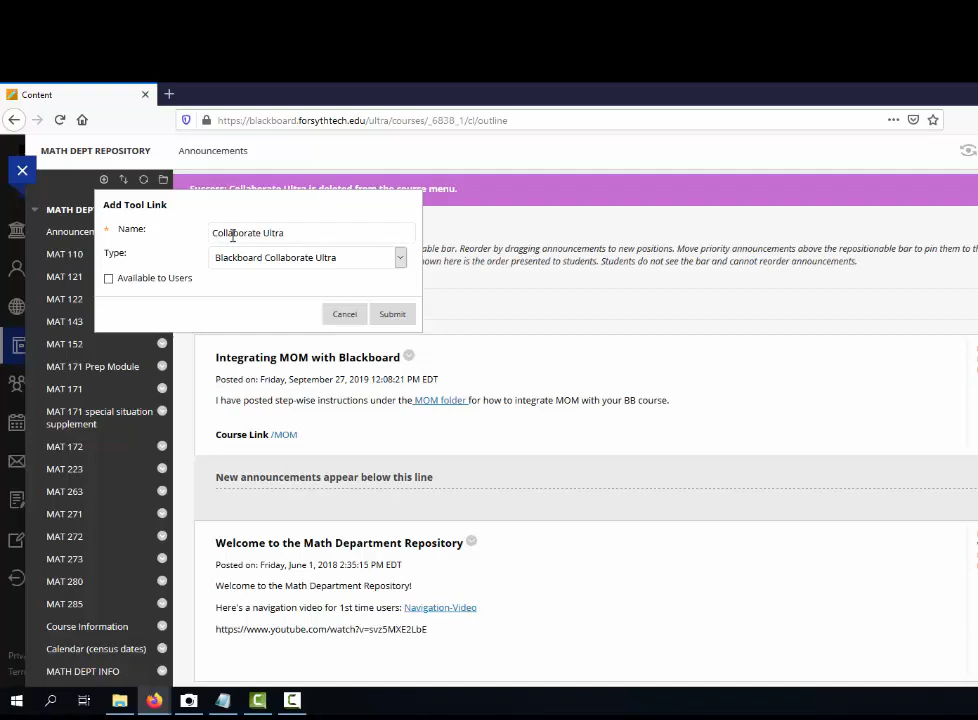 Content
https://blackboard.forsythtech.edu/ultra/courses/_6838_1/cl/outline
MATH DEPT REPOSITORY
Announcements
Success: Collaborate Ultra is deleted from the course menu.
Add Tool Link
Name:
Collaborate Ultra
Type:
Blackboard Collaborate Ultra
Available to Users
Cancel
Submit
MATH DEP
Announcemen
MAT 110
MAT 121
MAT 122
MAT 143
MAT 152
MAT 171 Prep Module
MAT 171
MAT 171 special situation
supplement
MAT 172
MAT 223
MAT 263
MAT 271
MAT 272
MAT 273
MAT 280
MAT 285
Course Information
Calendar (census dates)
MATH DEPT INFO
Priv
Term
able bar. Reorder by dragging announcements to new positions. Move priority announcements above the repositionable bar to pin them to th
hown here is the order presented to students. Students do not see the bar and cannot reorder announcements.
Integrating MOM with Blackboard
Posted on: Friday, September 27, 2019 12:08:21 PM EDT
I have posted step-wise instructions under the MOM folder for how to integrate MOM with your BB course.
Course Link /MOM
New announcements appear below this line
Welcome to the Math Department Repository
Posted on: Friday, June 1, 2018 2:35:15 PM EDT
Welcome to the Math Department Repository!
Here's a navigation video for 1st time users: Navigation-Video
https://www.youtube.com/watch?v=svz5MXE2LbE